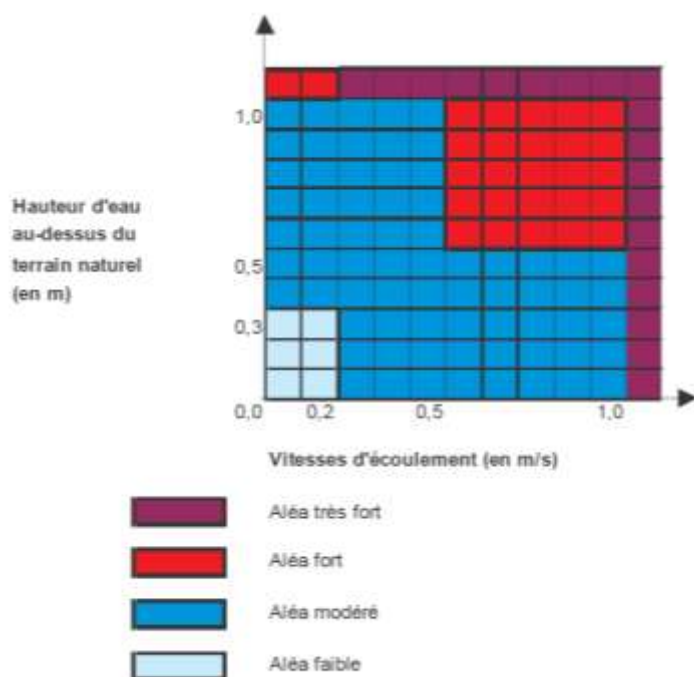 1,0
Hauteur d'eau
au-dessus du
terrain naturel
(en m)
0,5
0,3
0,0 0,2 0,5 1,0
Vitesses d'écoulement (en m/s)
Aléa très fort
Aléa fort
Aléa modéré
Aléa faible